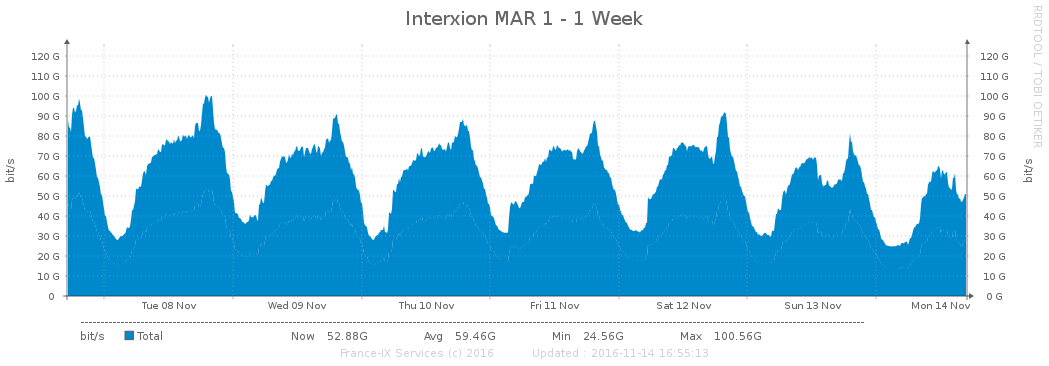 Interxion MAR 1 - 1 Week
RRDTOOL / TOBI OETIKER
bit/s
120 G 120 G
110 G 110 G
100 G 100 G
90 G 90 G
80 G 80 G
70 G 70 G
60 G 60 G
50 G 50 G
40 G 40 G
30 G 30 G
20 G 20 G
10 G 10 G
0 0 G
bit/s
Tue 08 Nov Wed 09 Nov Thu 10 Nov Fri 11 Nov Sat 12 Nov Sun 13 Nov Mon 14 Nov
bit/s Total Now 52.88G Avg 59.46G Min 24.56G Max 100.56G
France-IX Services (c) 2016 Updated : 2016-11-14 16:55:13